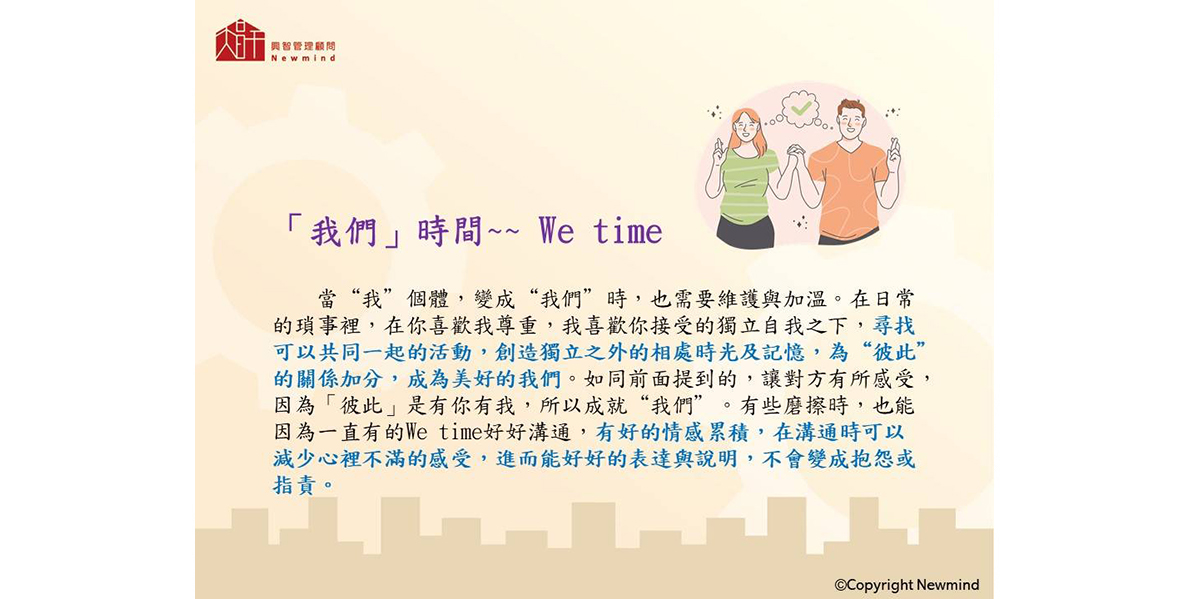 興智管理顧問
Newmind
「我們」時間~~ We time
當“我”個體，變成“我們”時，也需要維護與加溫。在日常
的瑣事裡，在你喜歡我尊重，我喜歡你接受的獨立自我之下，尋找
可以共同一起的活動，創造獨立之外的相處時光及記憶，為“彼此”
的關係加分，成為美好的我們。如同前面提到的，讓對方有所感受，
因為「彼此」是有你有我，所以成就“我們”。有些磨擦時，也能
因為一直有的We time好好溝通，有好的情感累積，在溝通時可以
減少心裡不滿的感受，進而能好好的表達與說明，不會變成抱怨或
指責。
©Copyright Newmind